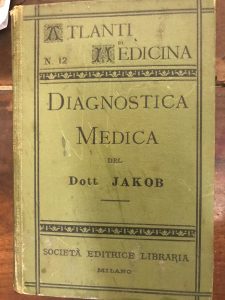 ATLANTI
DI
N. 12 MEDICINA
DIAGNOSTICA
MEDICA
DEL
Dott. JAKOB
SOCIETÀ EDITRICE LIBRARIA
MILANO